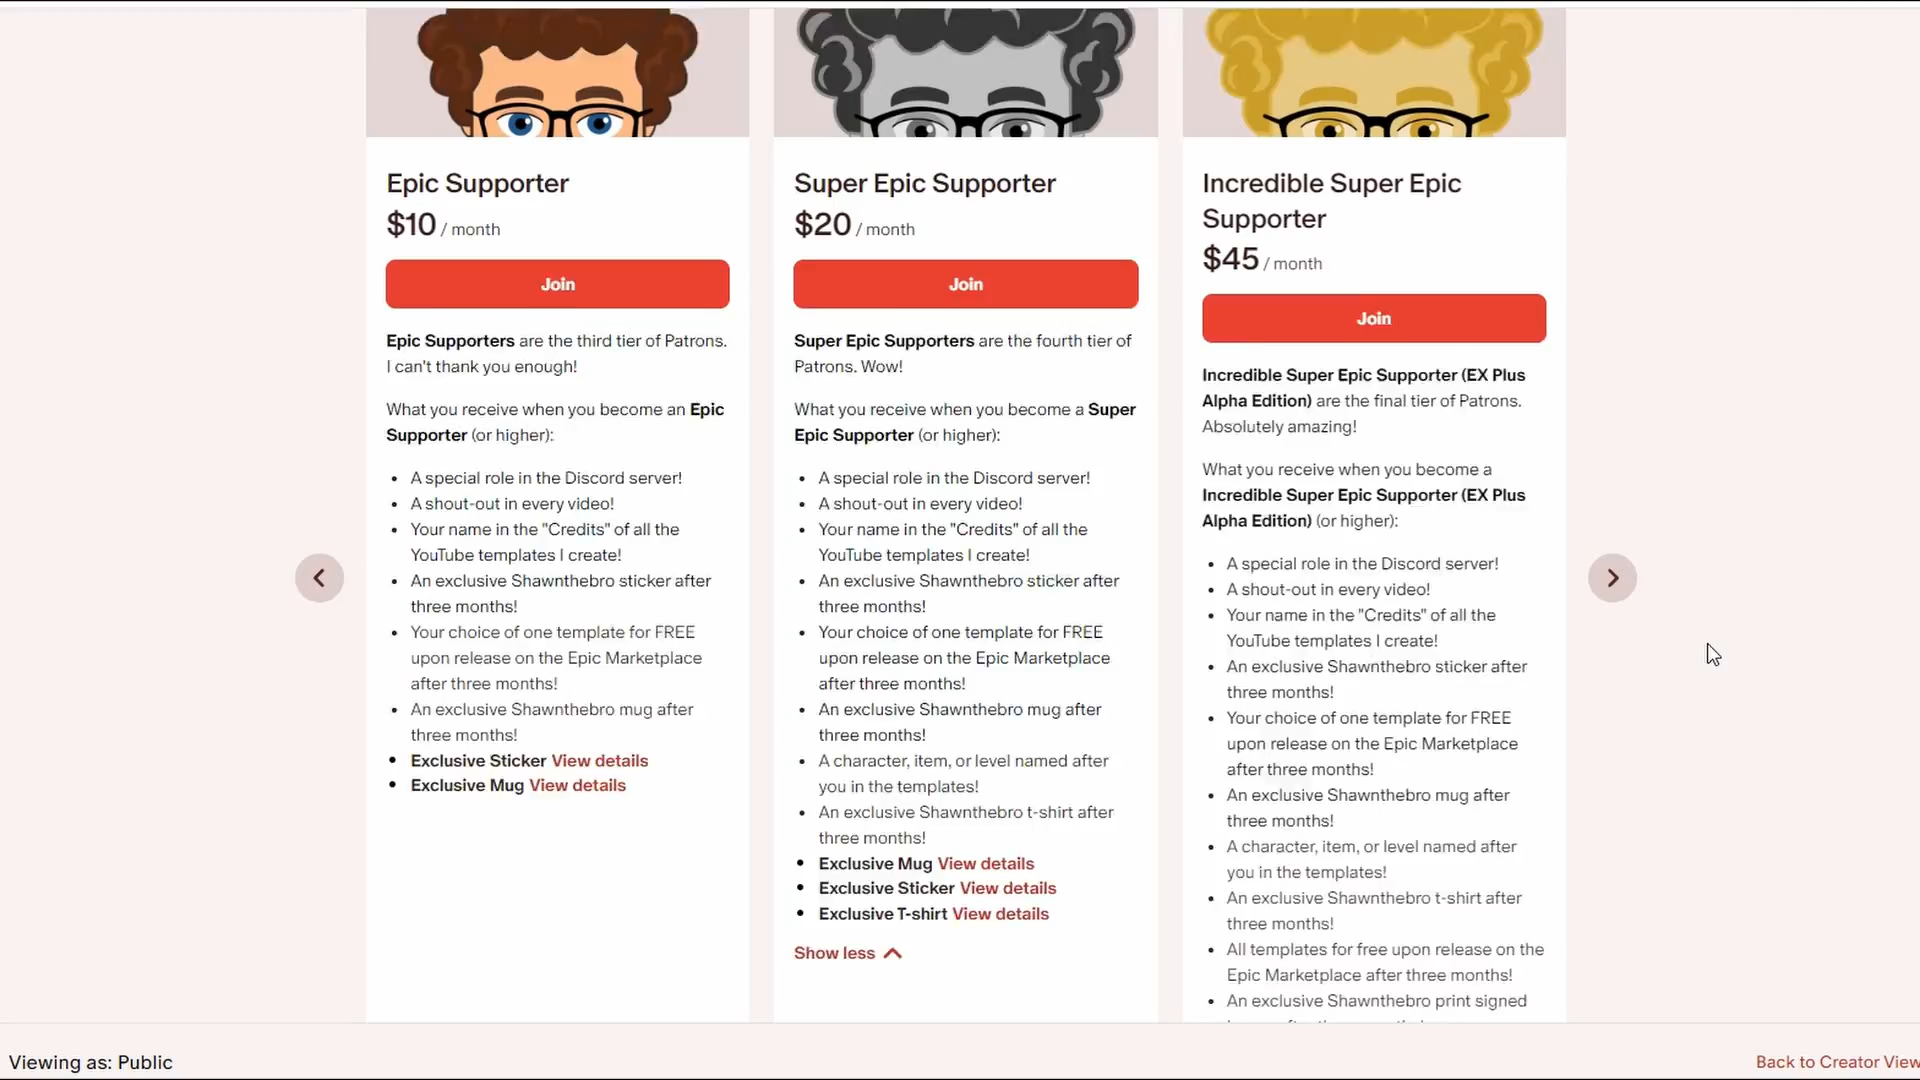 Epic Supporter
$10 / month
Join
Epic Supporters are the third tier of Patrons.
I can't thank you enough!
What you receive when you become an Epic
Supporter (or higher):
• A special role in the Discord server!
• A shout-out in every video!
• Your name in the "Credits" of all the
YouTube templates I create!
• An exclusive Shawnthebro sticker after
three months!
• Your choice of one template for FREE
upon release on the Epic Marketplace
after three months!
• An exclusive Shawnthebro mug after
three months!
• Exclusive Sticker View details
• Exclusive Mug View details
Super Epic Supporter
$20 / month
Join
Super Epic Supporters are the fourth tier of
Patrons. Wow!
What you receive when you become a Super
Epic Supporter (or higher):
• A special role in the Discord server!
• A shout-out in every video!
• Your name in the "Credits" of all the
YouTube templates I create!
• An exclusive Shawnthebro sticker after
three months!
• Your choice of one template for FREE
upon release on the Epic Marketplace
after three months!
• An exclusive Shawnthebro mug after
three months!
• A character, item, or level named after
you in the templates!
• An exclusive Shawnthebro t-shirt after
three months!
• Exclusive Mug View details
• Exclusive Sticker View details
• Exclusive T-shirt View details
Show less
Incredible Super Epic
Supporter
$45 / month
Join
Incredible Super Epic Supporter (EX Plus
Alpha Edition) are the final tier of Patrons.
Absolutely amazing!
What you receive when you become a
Incredible Super Epic Supporter (EX Plus
Alpha Edition) (or higher):
• A special role in the Discord server!
• A shout-out in every video!
• Your name in the "Credits" of all the
YouTube templates I create!
• An exclusive Shawnthebro sticker after
three months!
• Your choice of one template for FREE
upon release on the Epic Marketplace
after three months!
• An exclusive Shawnthebro mug after
three months!
• A character, item, or level named after
you in the templates!
• An exclusive Shawnthebro t-shirt after
three months!
• All templates for free upon release on the
Epic Marketplace after three months!
• An exclusive Shawnthebro print signed
Viewing as: Public
Back to Creator View